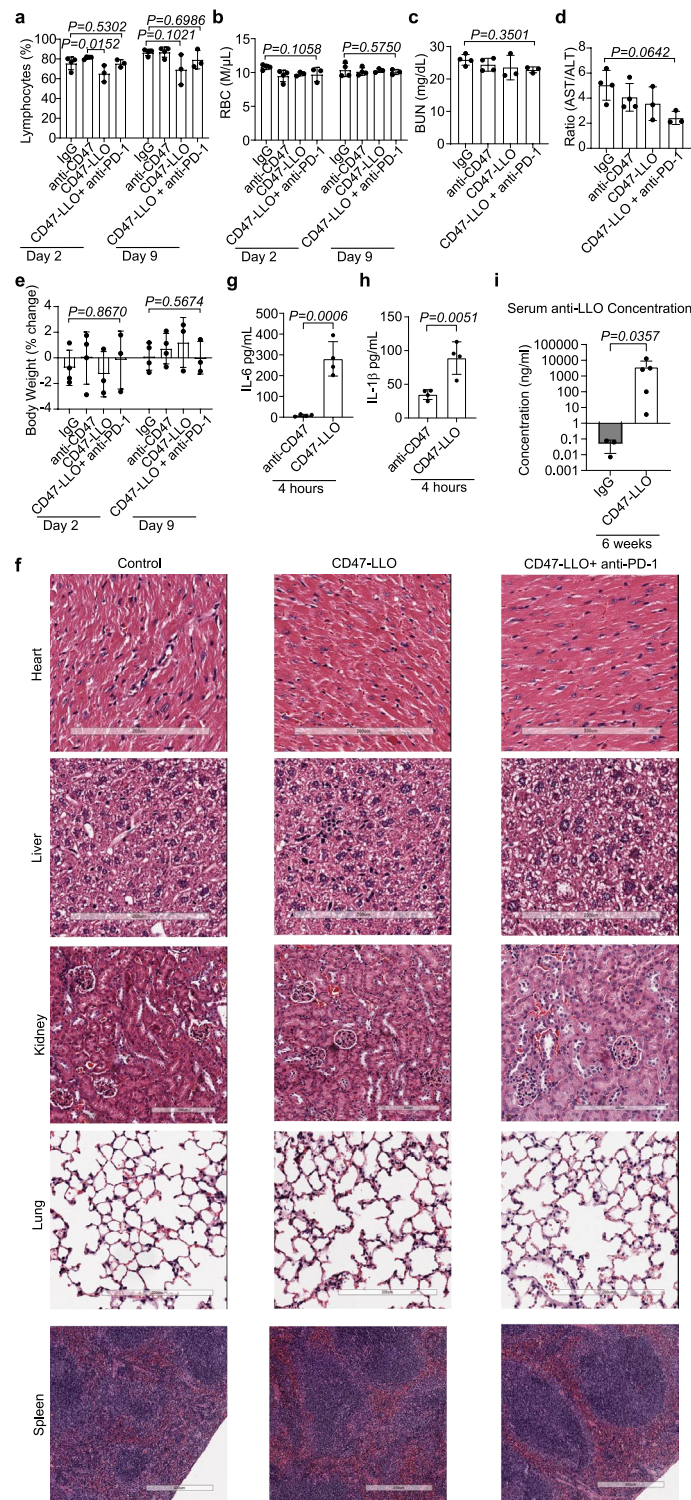 a
P=0.5302
P=0.6986
P=0.0152
P=0.1021
Lymphocytes (%)
100
80
60
40
20
0
IgG
anti-CD47
CD47-LLO
CD47-LLO + anti-PD-1
IgG
anti-CD47
CD47-LLO
CD47-LLO + anti-PD-1
Day 2
Day 9
b
P=0.1058
P=0.5750
RBC (M/µL)
15
10
5
0
IgG
anti-CD47
CD47-LLO
CD47-LLO + anti-PD-1
IgG
anti-CD47
CD47-LLO
CD47-LLO + anti-PD-1
Day 2
Day 9
c
P=0.3501
BUN (mg/dL)
30
20
10
0
IgG
anti-CD47
CD47-LLO
CD47-LLO + anti-PD-1
d
P=0.0642
Ratio (AST/ALT)
8
6
4
2
0
IgG
anti-CD47
CD47-LLO
CD47-LLO + anti-PD-1
e
P=0.8670
P=0.5674
Body Weight (% change)
4
2
0
-2
-4
IgG
anti-CD47
CD47-LLO
CD47-LLO+ anti-PD-1
IgG
anti-CD47
CD47-LLO
CD47-LLO + anti-PD-1
Day 2
Day 9
g
P=0.0006
IL-6 pg/mL
500
400
300
200
100
0
anti-CD47
CD47-LLO
4 hours
h
P=0.0051
IL-1β pg/mL
150
100
50
0
anti-CD47
CD47-LLO
4 hours
i
Serum anti-LLO Concentration
P=0.0357
Concentration (ng/ml)
100000
10000
1000
100
10
1
0.1
0.01
0.001
IgG
CD47-LLO
6 weeks
f
Control
CD47-LLO
CD47-LLO+ anti-PD-1
Heart
Liver
Kidney
Lung
Spleen